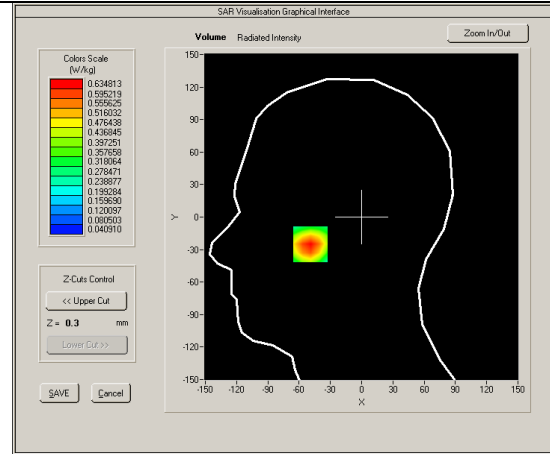 SAR Visualisation Graphical Interface
Volume Radiated Intensity
Zoom In/Out
Colors Scale
(W/kg)
0.634813
0.595219
0.555625
0.516032
0.476438
0.436845
0.397251
0.357658
0.318064
0.278471
0.238877
0.199284
0.159690
0.120097
0.080503
0.040910
Z-Cuts Control
<< Upper Cut
Z = 0.3 mm
Lower Cut >>
SAVE Cancel
150
120
90
60
30
0
-30
-60
-90
-120
-150
Y
-150 -120 -90 -60 -30 0 30 60 90 120 150
X